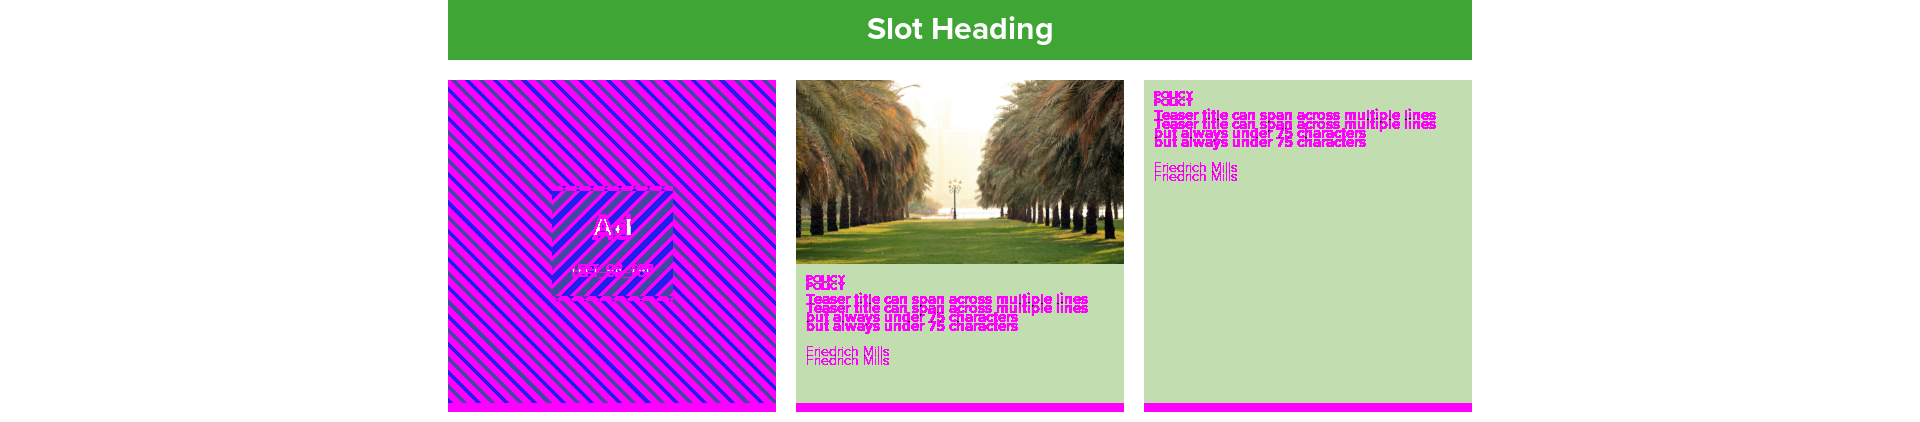 Slot Heading
Ad
POLICY
POLICY
Teaser title can span across multiple lines
Teaser title can span across multiple lines
but always under 75 characters
but always under 75 characters
Friedrich Mills
Friedrich Mills
POLICY
POLICY
Teaser title can span across multiple lines
Teaser title can span across multiple lines
but always under 75 characters
but always under 75 characters
Friedrich Mills
Friedrich Mills